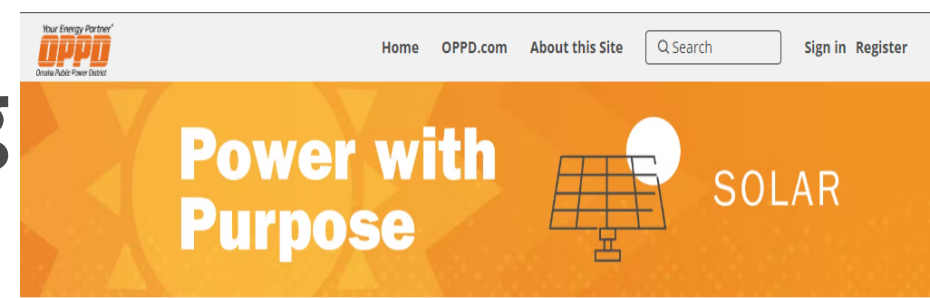 Your Energy Partner®
OPPD
Omaha Public Power District
Home OPPD.com About this Site Search Sign in Register
Power with
Purpose
SOLAR